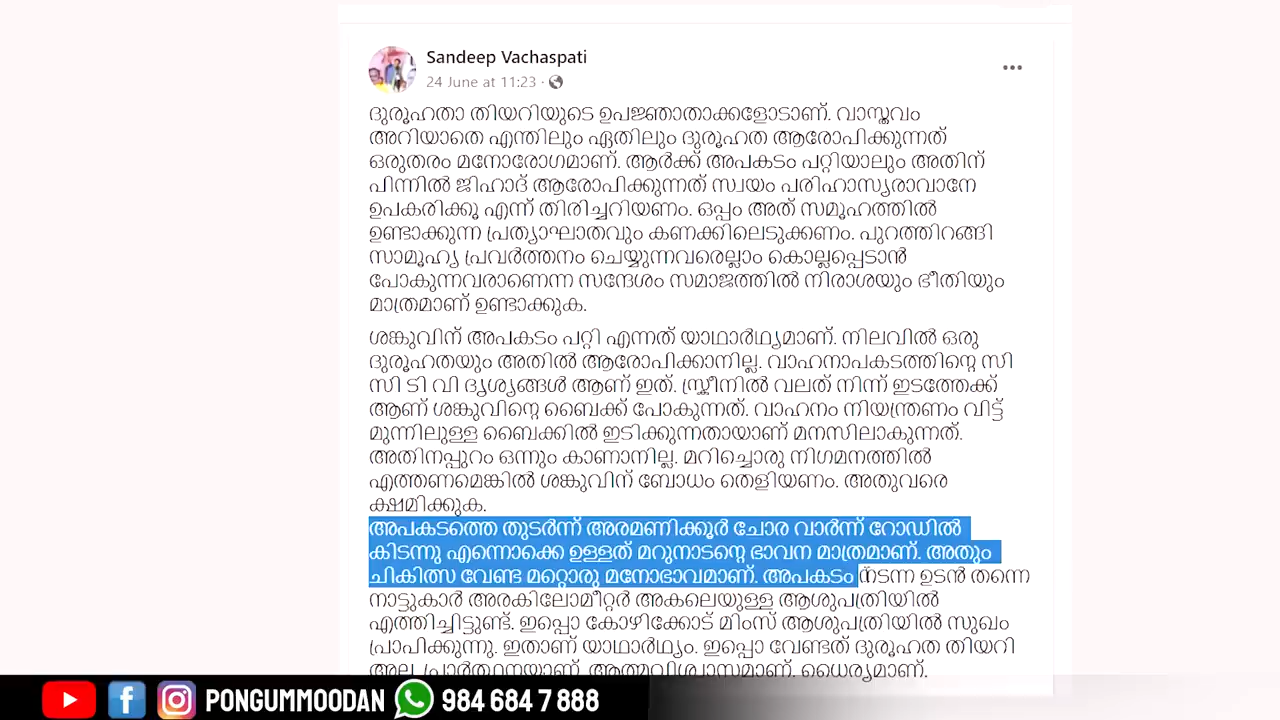 Sandeep Vachaspati
24 June at 11:23 ·
ദുരൂഹതാ തിയറിയുടെ ഉപജ്ഞാതാക്കളോടാണ്. വാസ്തവം
അറിയാതെ എന്തിലും ഏതിലും ദുരൂഹത ആരോപിക്കുന്നത്
ഒരുതരം മനോരോഗമാണ്. ആർക്ക് അപകടം പറ്റിയാലും അതിന്
പിന്നിൽ ജിഹാദ് ആരോപിക്കുന്നത് സ്വയം പരിഹാസ്യരാവാനേ
ഉപകരിക്കൂ എന്ന് തിരിച്ചറിയണം. ഒപ്പം അത് സമൂഹത്തിൽ
ഉണ്ടാക്കുന്ന പ്രത്യാഘാതവും കണക്കിലെടുക്കണം. പുറത്തിറങ്ങി
സാമൂഹ്യ പ്രവർത്തനം ചെയ്യുന്നവരെല്ലാം കൊല്ലപ്പെടാൻ
പോകുന്നവരാണെന്ന സന്ദേശം സമാജത്തിൽ നിരാശയും ഭീതിയും
മാത്രമാണ് ഉണ്ടാക്കുക.
ശങ്കുവിന് അപകടം പറ്റി എന്നത് യാഥാർഥ്യമാണ്. നിലവിൽ ഒരു
ദുരൂഹതയും അതിൽ ആരോപിക്കാനില്ല. വാഹനാപകടത്തിന്റെ സി
സി ടി വി ദൃശ്യങ്ങൾ ആണ് ഇത്. സ്ക്രീനിൽ വലത് നിന്ന് ഇടത്തേക്ക്
ആണ് ശങ്കുവിന്റെ ബൈക്ക് പോകുന്നത്. വാഹനം നിയന്ത്രണം വിട്ട്
മുന്നിലുള്ള ബൈക്കിൽ ഇടിക്കുന്നതായാണ് മനസിലാകുന്നത്.
അതിനപ്പുറം ഒന്നും കാണാനില്ല. മറിച്ചൊരു നിഗമനത്തിൽ
എത്തണമെങ്കിൽ ശങ്കുവിന് ബോധം തെളിയണം. അതുവരെ
ക്ഷമിക്കുക.
അപകടത്തെ തുടർന്ന് അരമണിക്കൂർ ചോര വാർന്ന് റോഡിൽ
കിടന്നു എന്നൊക്കെ ഉള്ളത് മറുനാടന്റെ ഭാവന മാത്രമാണ്. അതും
ചികിത്സ വേണ്ട മറ്റൊരു മനോഭാവമാണ്. അപകടം നടന്ന ഉടൻ തന്നെ
നാട്ടുകാർ അരകിലോമീറ്റർ അകലെയുള്ള ആശുപത്രിയിൽ
എത്തിച്ചിട്ടുണ്ട്. ഇപ്പൊ കോഴിക്കോട് മിംസ് ആശുപത്രിയിൽ സുഖം
പ്രാപിക്കുന്നു. ഇതാണ് യാഥാർഥ്യം. ഇപ്പൊ വേണ്ടത് ദുരൂഹത തിയറി
അല്ല പ്രാർത്ഥനയാണ്. ആത്മവിശ്വാസമാണ്. ധൈര്യമാണ്.
PONGUMMOODAN 984 684 7 888